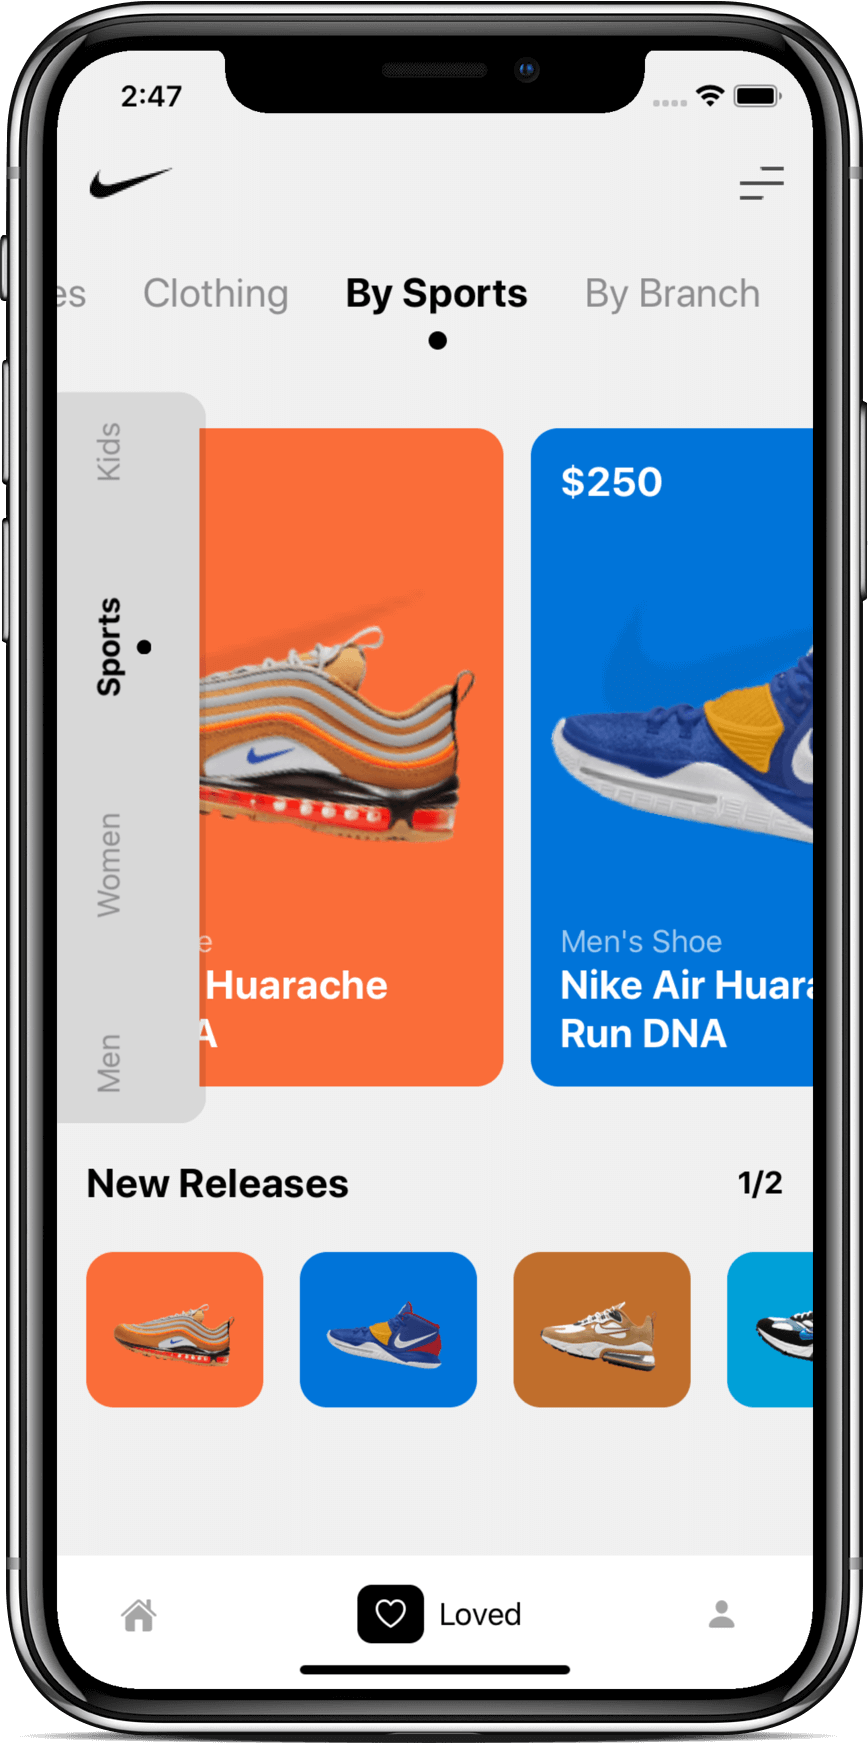 2:47
es
Clothing
By Sports
By Branch
Kids
Sports
Women
Men
e
Huarache
A
$250
Men's Shoe
Nike Air Huara
Run DNA
New Releases
1/2
Loved